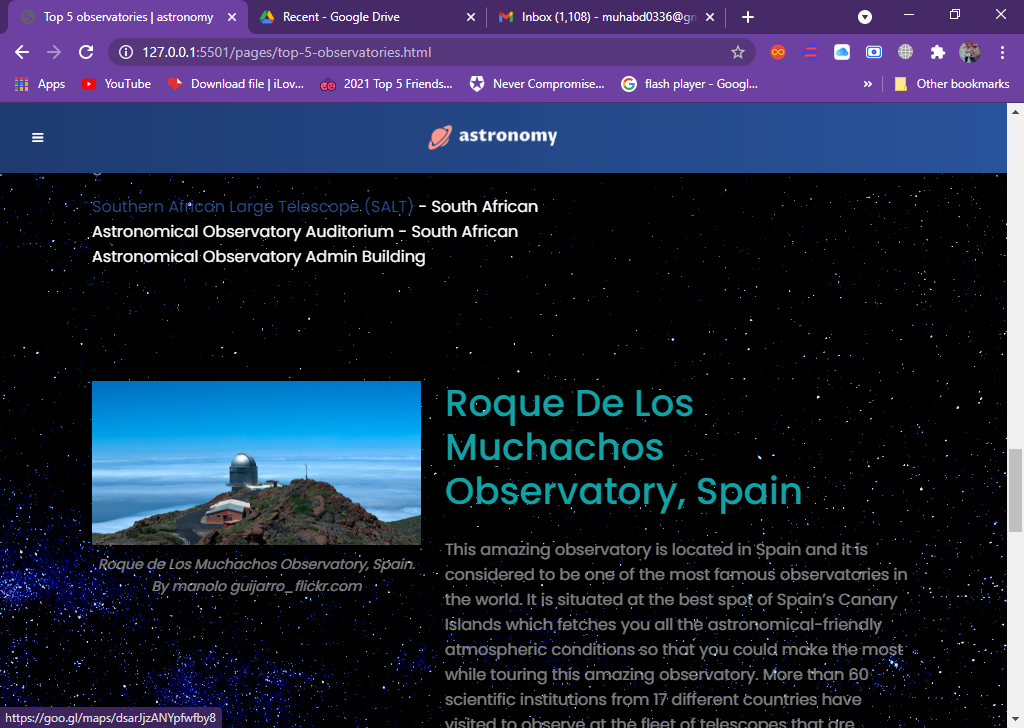 Top 5 observatories | astronomy
Recent - Google Drive
Inbox (1,108) - muhabd0336@gm
127.0.0.1:5501/pages/top-5-observatories.html
Apps
YouTube
Download file | iLov...
2021 Top 5 Friends...
Never Compromise...
flash player - Googl...
»
Other bookmarks
astronomy
Southern African Large Telescope (SALT) - South African
Astronomical Observatory Auditorium - South African
Astronomical Observatory Admin Building
Roque De Los
Muchachos
Observatory, Spain
Roque de Los Muchachos Observatory, Spain.
By manolo guijarro_flickr.com
This amazing observatory is located in Spain and it is
considered to be one of the most famous observatories in
the world. It is situated at the best spot of Spain’s Canary
Islands which fetches you all the astronomical-friendly
atmospheric conditions so that you could make the most
while touring this amazing observatory. More than 60
scientific institutions from 17 different countries have
visited to observe at the fleet of telescopes that are
https://goo.gl/maps/dsarJjzANYpfwfby8